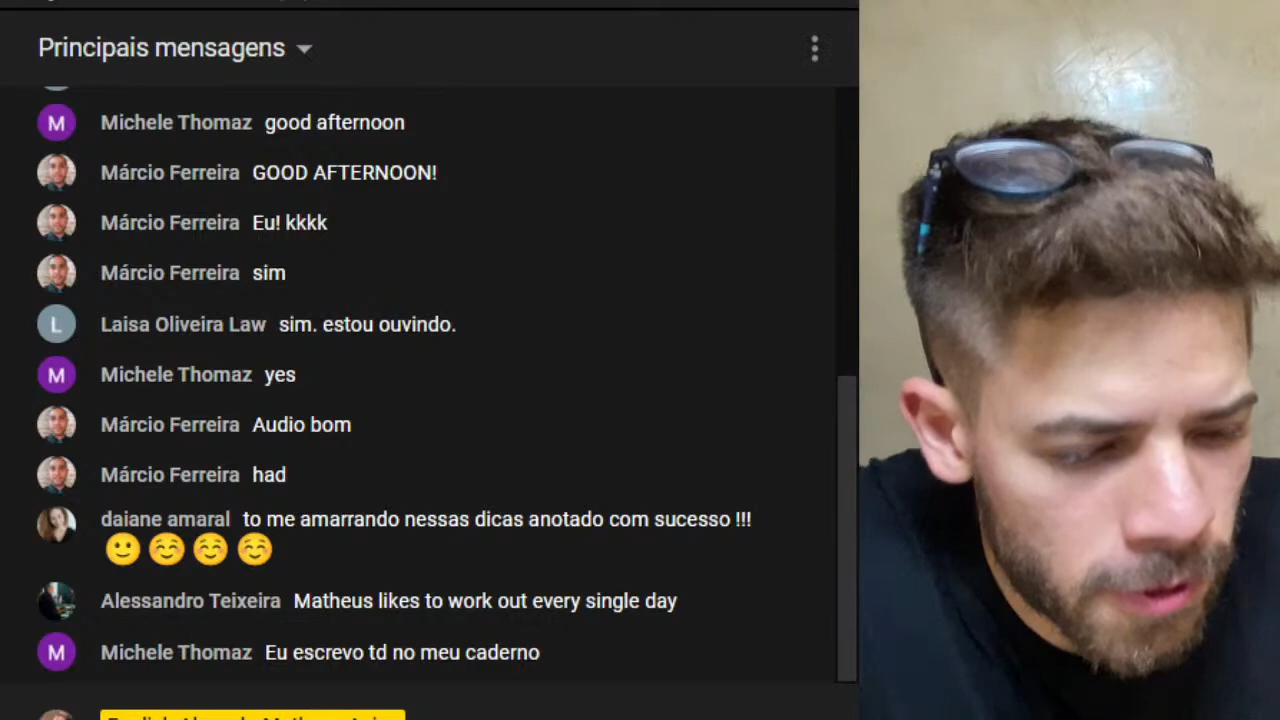 Principais mensagens
Michele Thomaz good afternoon
Márcio Ferreira GOOD AFTERNOON!
Márcio Ferreira Eu! kkkk
Márcio Ferreira sim
L Laisa Oliveira Law sim. estou ouvindo.
M Michele Thomaz yes
Márcio Ferreira Audio bom
Márcio Ferreira had
daiane amaral to me amarrando nessas dicas anotado com sucesso !!!
🙂☺️☺️☺️
Alessandro Teixeira Matheus likes to work out every single day
M Michele Thomaz Eu escrevo td no meu caderno